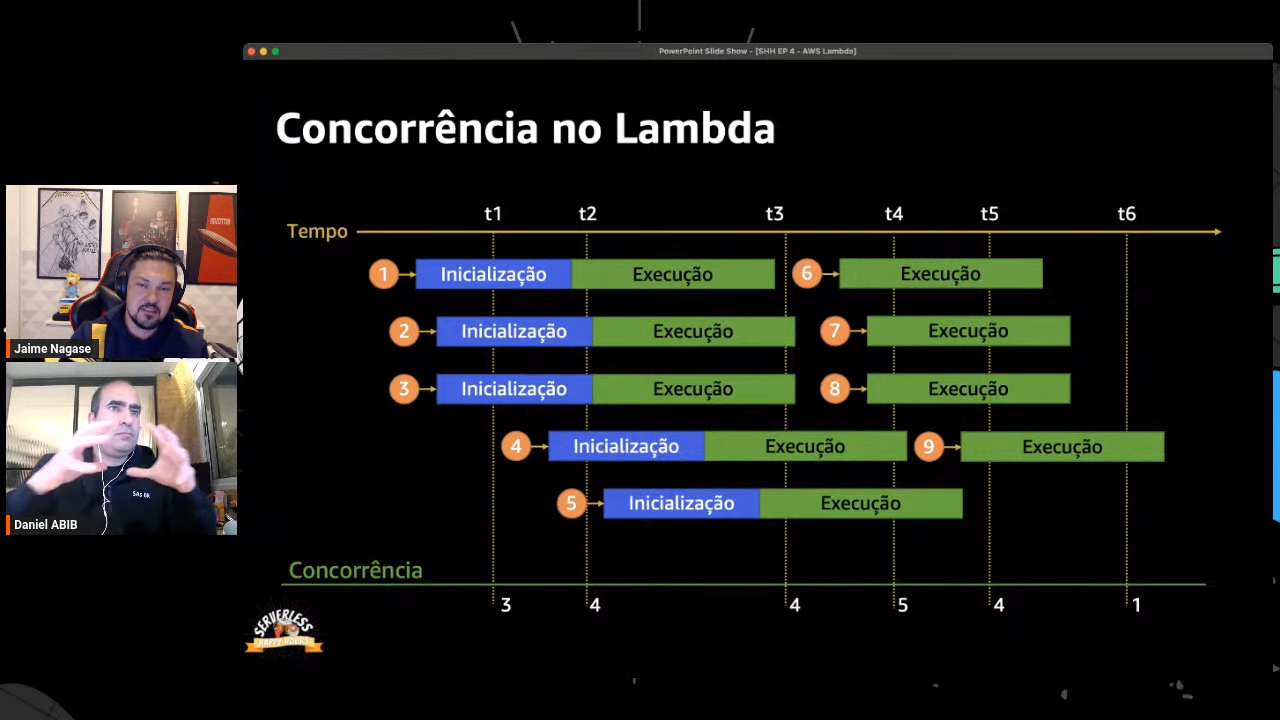 PowerPoint Slide Show - [SHH EP 4 - AWS Lambda]
Concorrência no Lambda
t1 t2 t3 t4 t5 t6
Tempo
1 Inicialização Execução 6 Execução
2 Inicialização Execução 7 Execução
3 Inicialização Execução 8 Execução
4 Inicialização Execução 9 Execução
5 Inicialização Execução
Concorrência
3 4 4 5 4 1
SERVERLESS
HAPPY HOURS
Jaime Nagase
Daniel ABIB